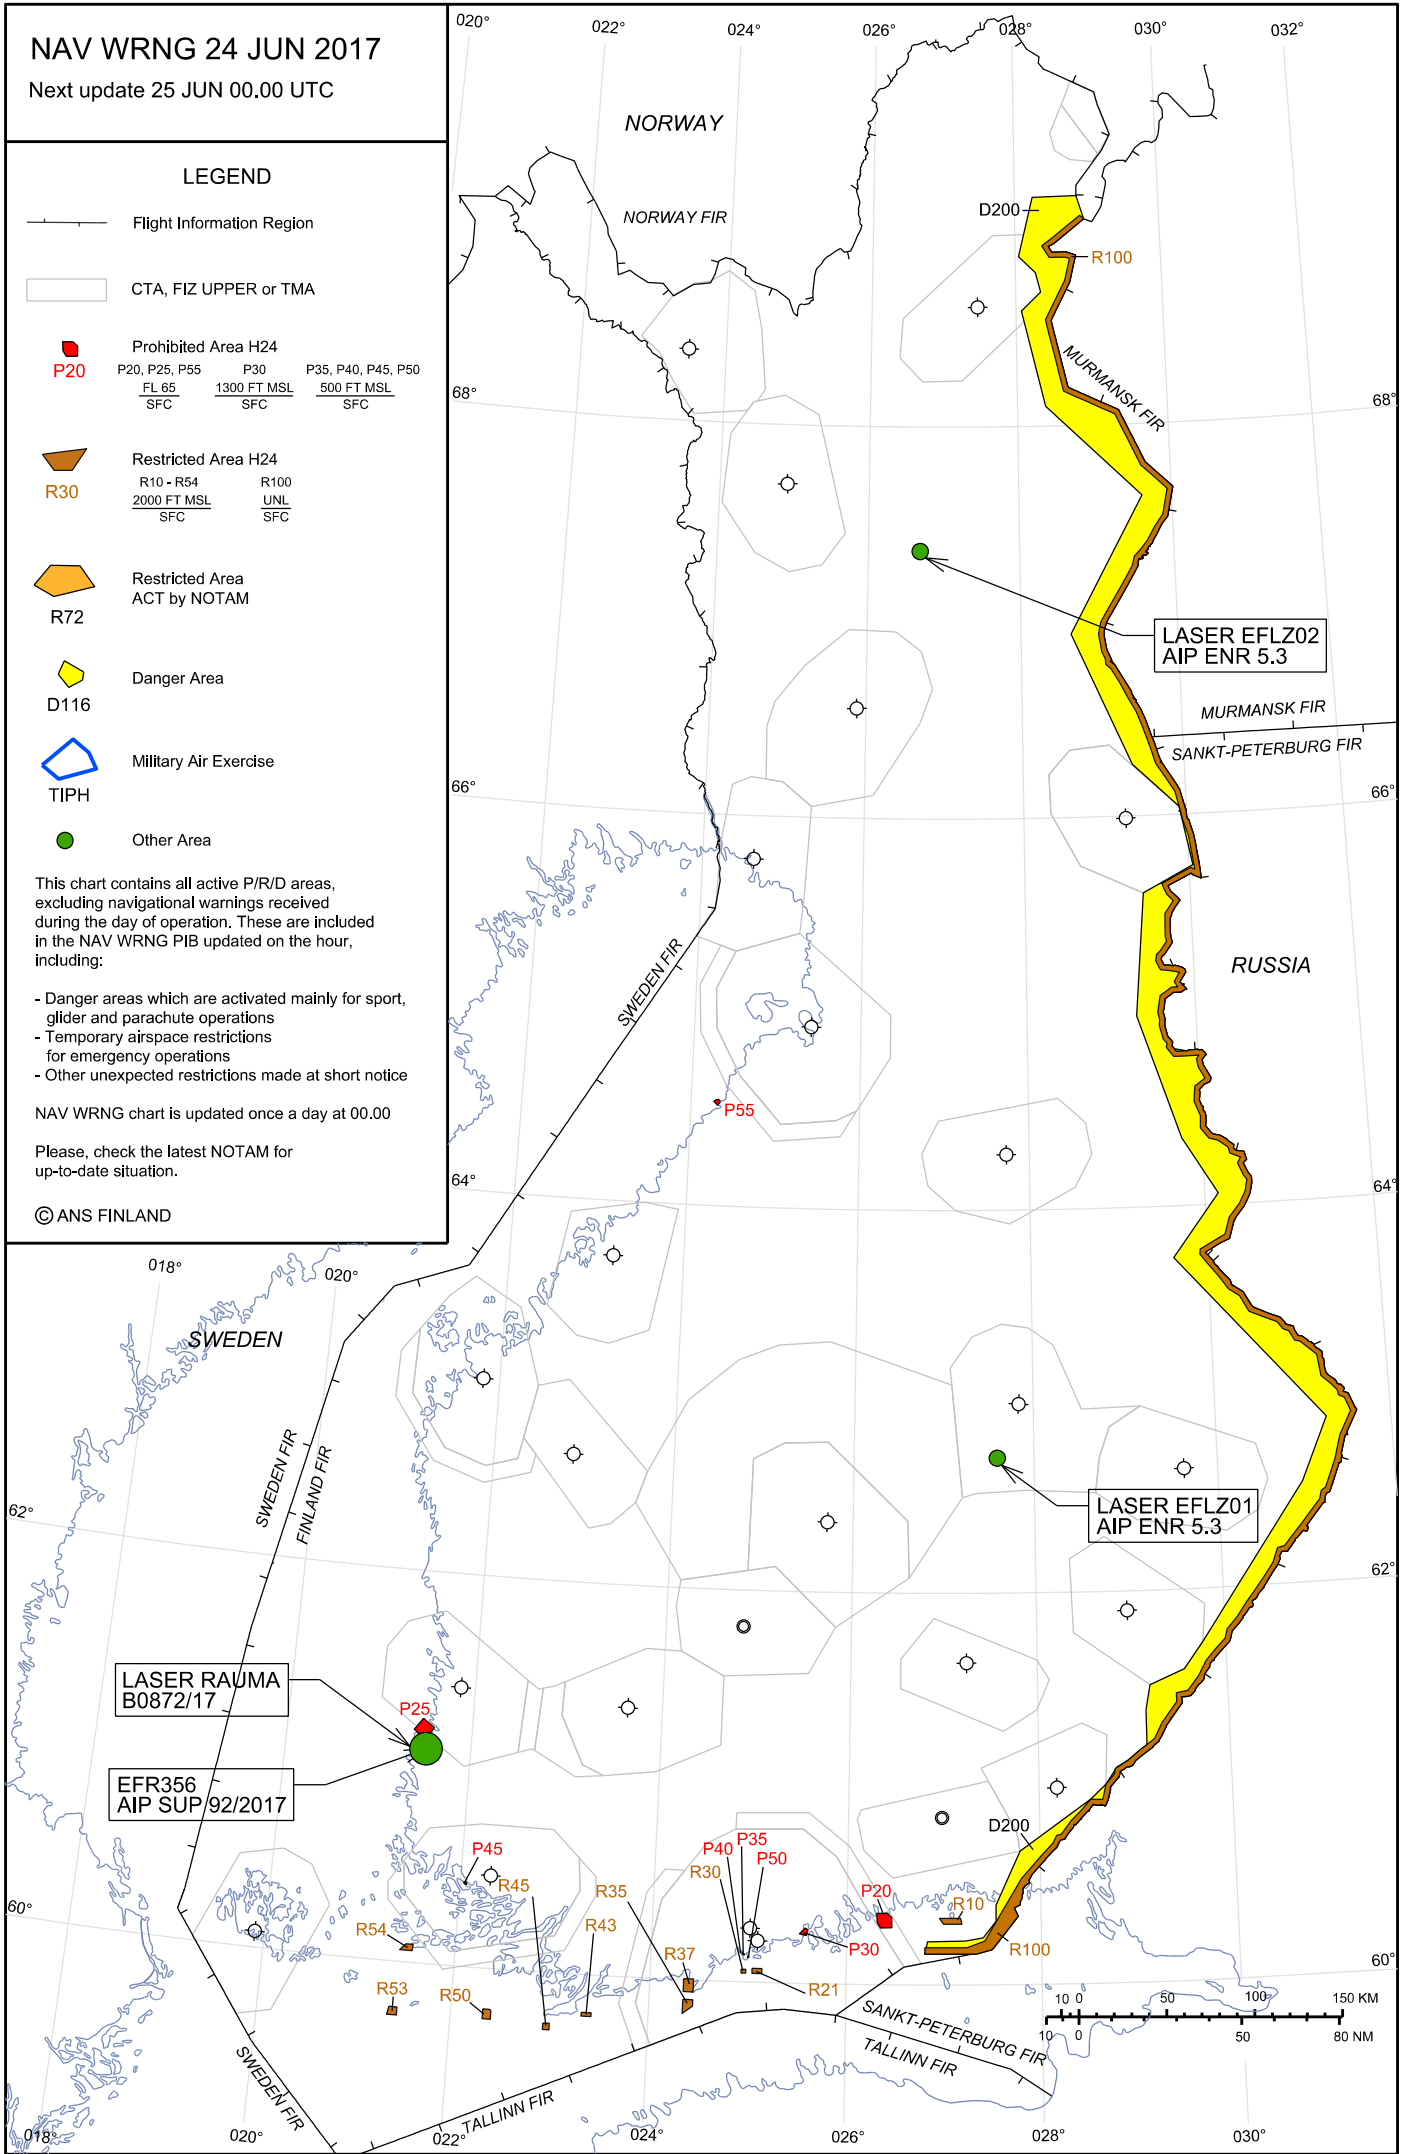 NAV WRNG 24 JUN 2017
Next update 25 JUN 00.00 UTC
LEGEND
Flight Information Region
CTA, FIZ UPPER or TMA
Prohibited Area H24
P20
P20, P25, P55
FL 65
SFC
P30
1300 FT MSL
SFC
P35, P40, P45, P50
500 FT MSL
SFC
Restricted Area H24
R30
R10 - R54
2000 FT MSL
SFC
R100
UNL
SFC
Restricted Area
ACT by NOTAM
R72
Danger Area
D116
Military Air Exercise
TIPH
Other Area
This chart contains all active P/R/D areas,
excluding navigational warnings received
during the day of operation. These are included
in the NAV WRNG PIB updated on the hour,
including:
- Danger areas which are activated mainly for sport,
glider and parachute operations
- Temporary airspace restrictions
for emergency operations
- Other unexpected restrictions made at short notice
NAV WRNG chart is updated once a day at 00.00
Please, check the latest NOTAM for
up-to-date situation.
© ANS FINLAND
020°
022°
024°
026°
028°
030°
032°
NORWAY
NORWAY FIR
D200
R100
MURMANSK FIR
68°
68°
LASER EFLZ02
AIP ENR 5.3
MURMANSK FIR
SANKT-PETERBURG FIR
66°
66°
SWEDEN FIR
RUSSIA
P55
64°
64°
018°
020°
SWEDEN
SWEDEN FIR
FINLAND FIR
62°
62°
LASER EFLZ01
AIP ENR 5.3
LASER RAUMA
B0872/17
P25
EFR356
AIP SUP 92/2017
D200
P45
P40
P35
P50
R30
R45
R35
R43
P20
R10
R54
R37
P30
R100
R53
R50
R21
60°
60°
SANKT-PETERBURG FIR
TALLINN FIR
10 0 50 100 150 KM
10 0 50 80 NM
SWEDEN FIR
TALLINN FIR
018°
020°
022°
024°
026°
028°
030°